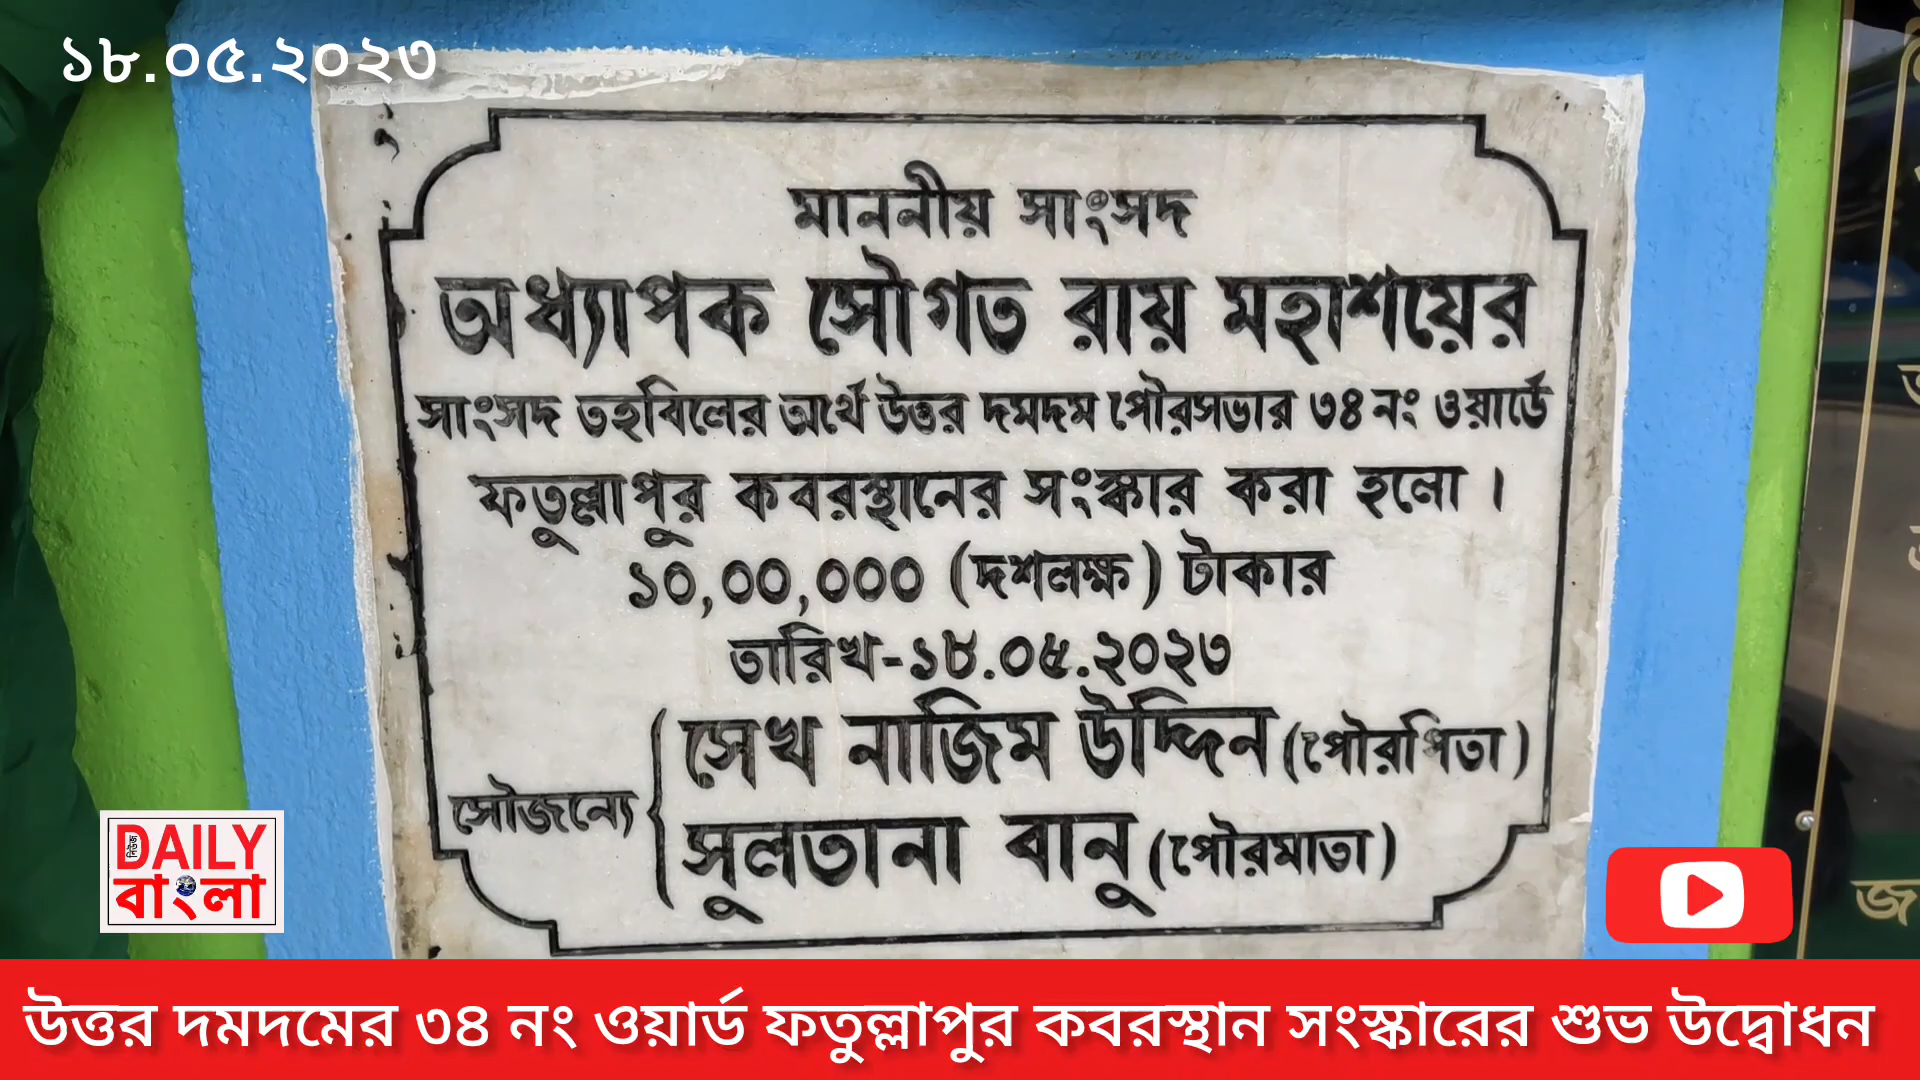 ১৮.০৫.২০২৩
মাননীয় সাংসদ
অধ্যাপক সৌগত রায় মহাশয়ের
সাংসদ তহবিলের অর্থে উত্তর দমদম পৌরসভার ৩৪ নং ওয়ার্ডে
ফতুল্লাপুর কবরস্থানের সংস্কার করা হলো ।
১০,০০,০০০ (দশলক্ষ) টাকার
তারিখ-১৮.০৫.২০২৩
সৌজন্যে
সেখ নাজিম উদ্দিন (পৌরপিতা)
সুলতানা বানু (পৌরমাতা)
নিউজ
DAILY
বাংলা
উত্তর দমদমের ৩৪ নং ওয়ার্ড ফতুল্লাপুর কবরস্থান সংস্কারের শুভ উদ্বোধন